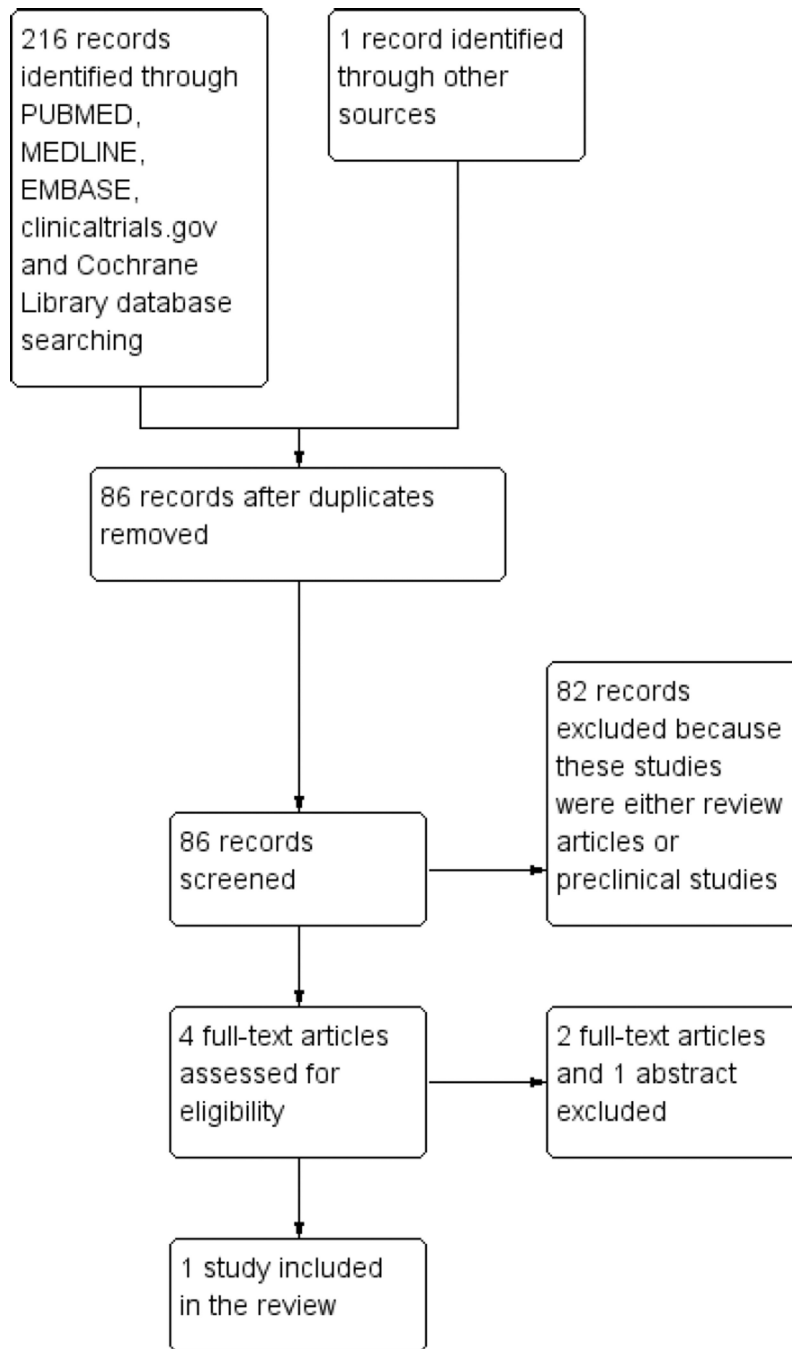 216 records
identified through
PUBMED,
MEDLINE,
EMBASE,
clinicaltrials.gov
and Cochrane
Library database
searching
1 record identified
through other
sources
86 records after duplicates
removed
82 records
excluded because
these studies
were either review
articles or
preclinical studies
86 records
screened
4 full-text articles
assessed for
eligibility
2 full-text articles
and 1 abstract
excluded
1 study included
in the review